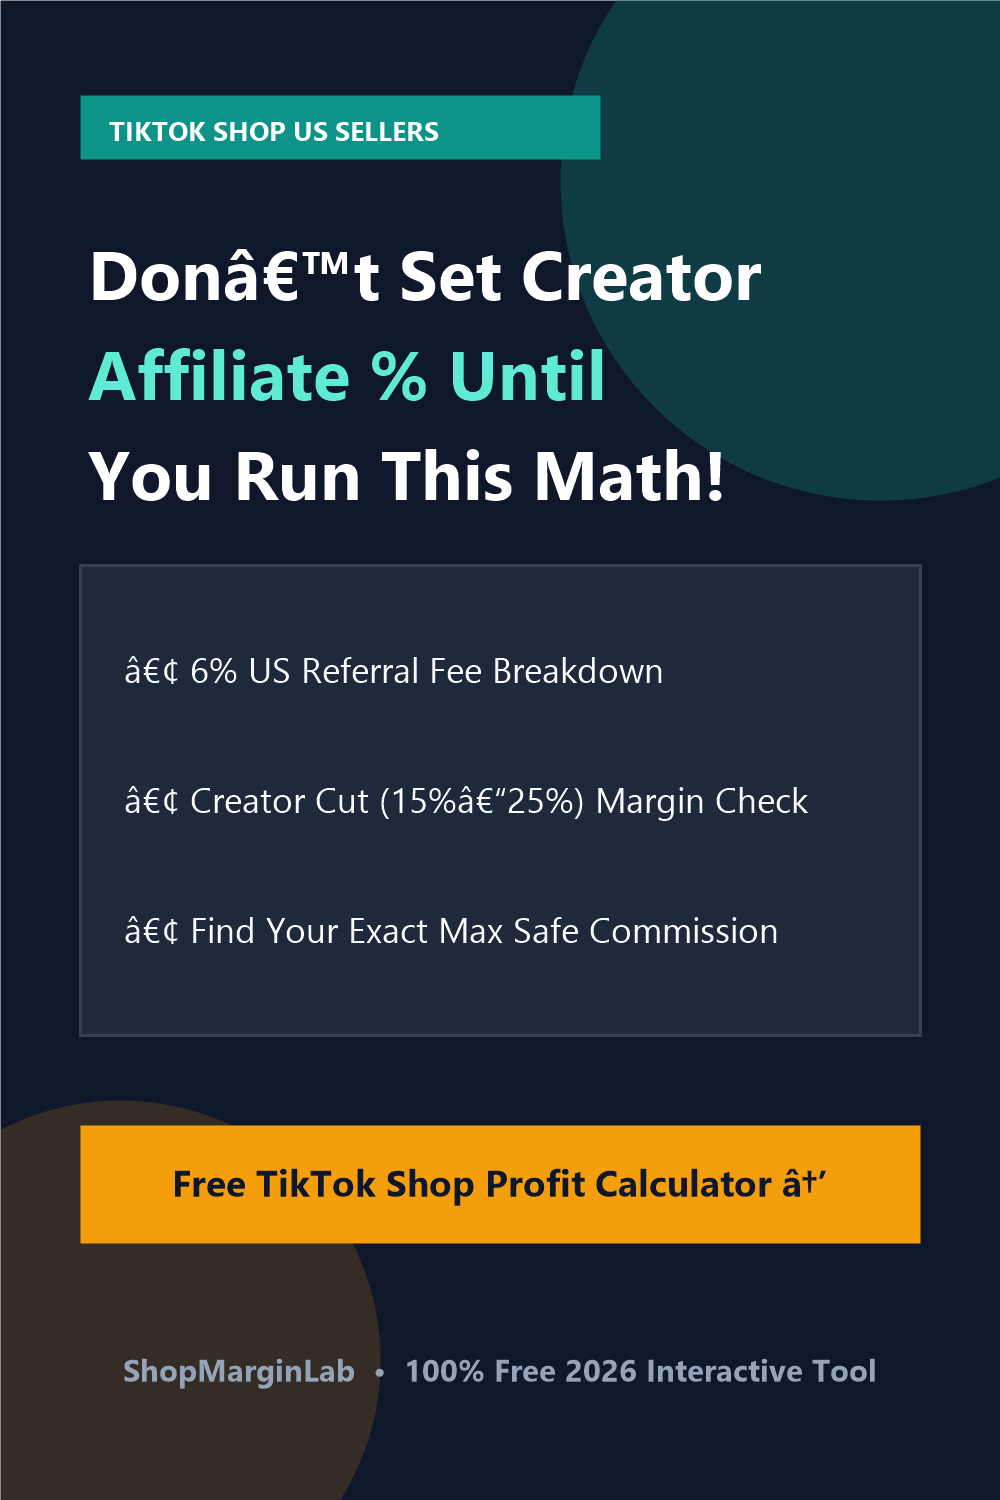 TIKTOK SHOP US SELLERS
Donâ€™t Set Creator
Affiliate % Until
You Run This Math!
â€¢ 6% US Referral Fee Breakdown
â€¢ Creator Cut (15%â€“25%) Margin Check
â€¢ Find Your Exact Max Safe Commission
Free TikTok Shop Profit Calculator â†’
ShopMarginLab • 100% Free 2026 Interactive Tool